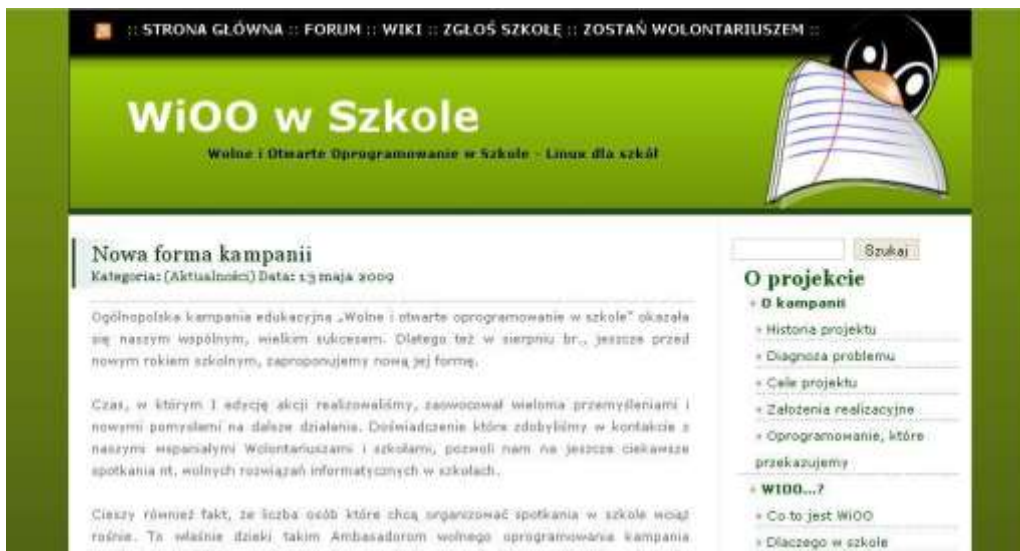 :: STRONA GŁÓWNA :: FORUM :: WIKI :: ZGŁOŚ SZKOŁĘ :: ZOSTAŃ WOLONTARIUSZEM ::
WiOO w Szkole
Wolne i Otwarte Oprogramowanie w Szkole - Linux dla szkół
Nowa forma kampanii
Kategoria: (Aktualności) Data: 13 maja 2009
Ogólnopolska kampania edukacyjna „Wolne i otwarte oprogramowanie w szkole" okazała
się naszym wspólnym, wielkim sukcesem. Dlatego też w sierpniu br., jeszcze przed
nowym rokiem szkolnym, zaproponujemy nową jej formę.
Czas, w którym I edycję akcji realizowaliśmy, zaowocował wieloma przemyśleniami i
nowymi pomysłami na dalsze działania. Doświadczenie które zdobyliśmy w kontakcie z
naszymi wspaniałymi Wolontariuszami i szkołami, pozwoli nam na jeszcze ciekawsze
spotkania nt. wolnych rozwiązań informatycznych w szkołach.
Cieszy również fakt, że liczba osób które chcą organizować spotkania w szkole wciąż
rośnie. To właśnie dzięki takim Ambasadorom wolnego oprogramowania kampania
Szukaj
O projekcie
» O kampanii
» Historia projektu
» Diagnoza problemu
» Cele projektu
» Założenia realizacyjne
» Oprogramowanie, które
przekazujemy
» WIOO...?
» Co to jest WiOO
» Dlaczego w szkole